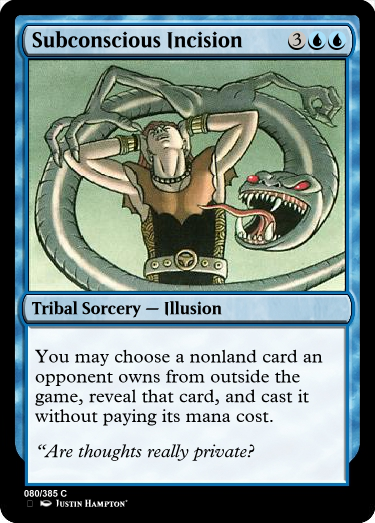 Subconscious Incision 3
Tribal Sorcery — Illusion
You may choose a nonland card an
opponent owns from outside the
game, reveal that card, and cast it
without paying its mana cost.
“Are thoughts really private?
080/385 C
Justin Hampton